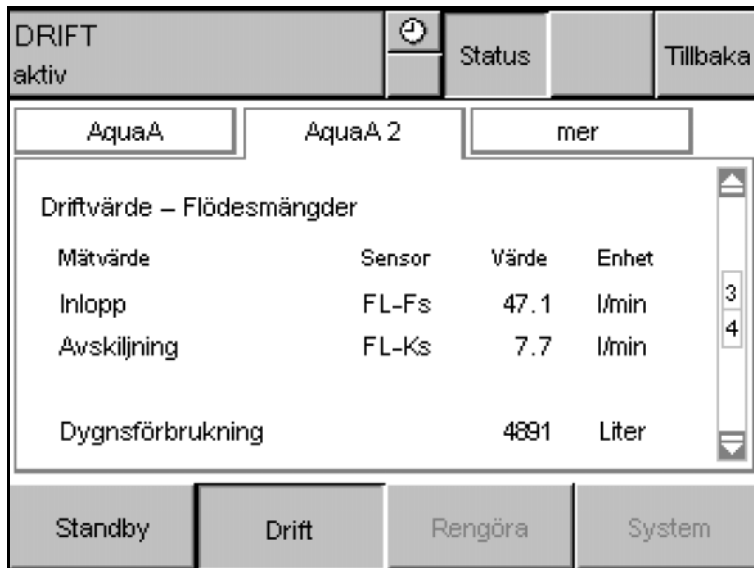 DRIFT
aktiv
Status
Tillbaka
AquaA
AquaA 2
mer
Driftvärde – Flödesmängder
Mätvärde Sensor Värde Enhet
Inlopp FL-Fs 47.1 l/min
Avskiljning FL-Ks 7.7 l/min
3
4
Dygnsförbrukning 4891 Liter
Standby
Drift
Rengöra
System